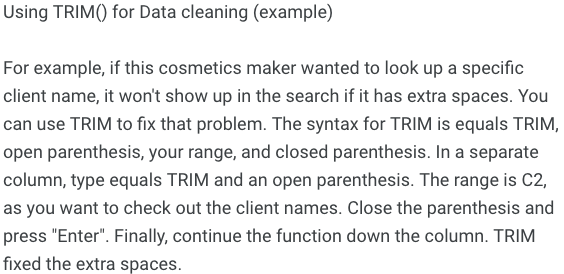 Using TRIM() for Data cleaning (example)
For example, if this cosmetics maker wanted to look up a specific
client name, it won't show up in the search if it has extra spaces. You
can use TRIM to fix that problem. The syntax for TRIM is equals TRIM,
open parenthesis, your range, and closed parenthesis. In a separate
column, type equals TRIM and an open parenthesis. The range is C2,
as you want to check out the client names. Close the parenthesis and
press "Enter". Finally, continue the function down the column. TRIM
fixed the extra spaces.